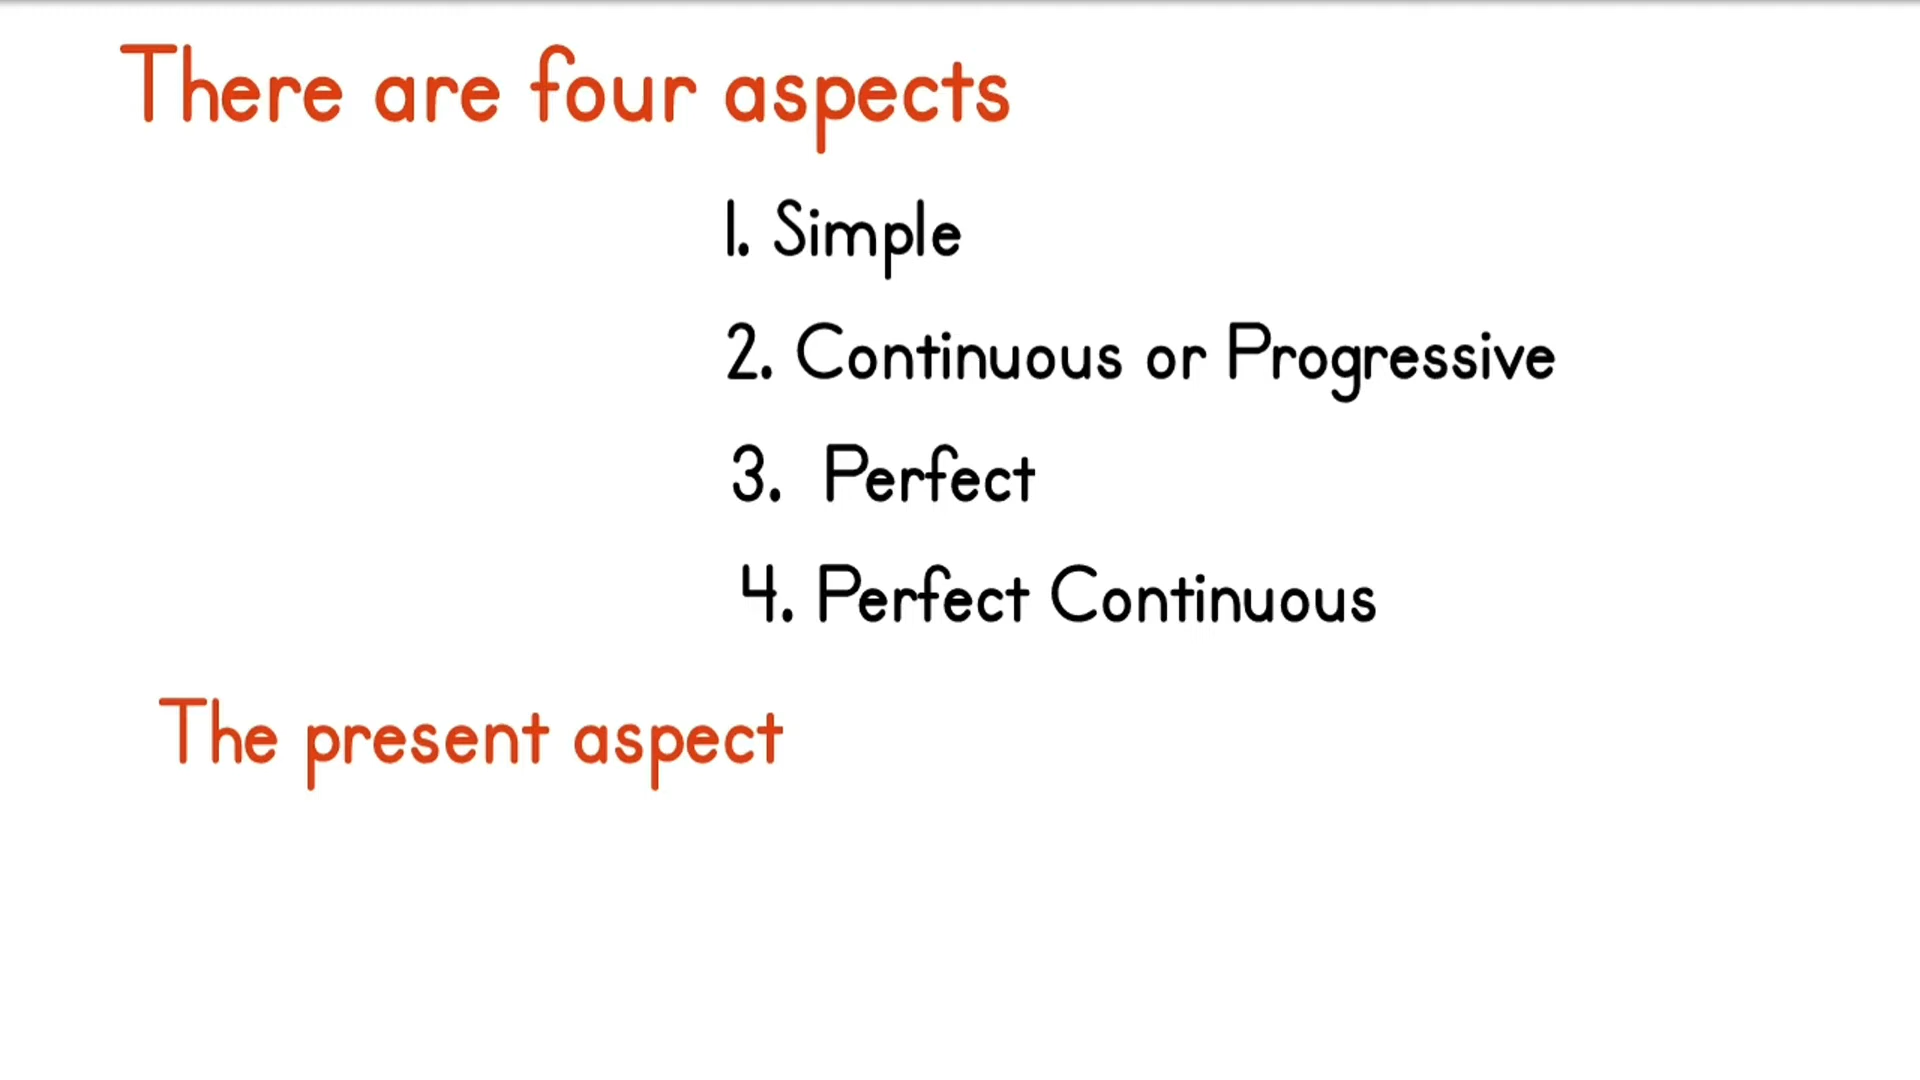 There are four aspects
1. Simple
2. Continuous or Progressive
3. Perfect
4. Perfect Continuous
The present aspect